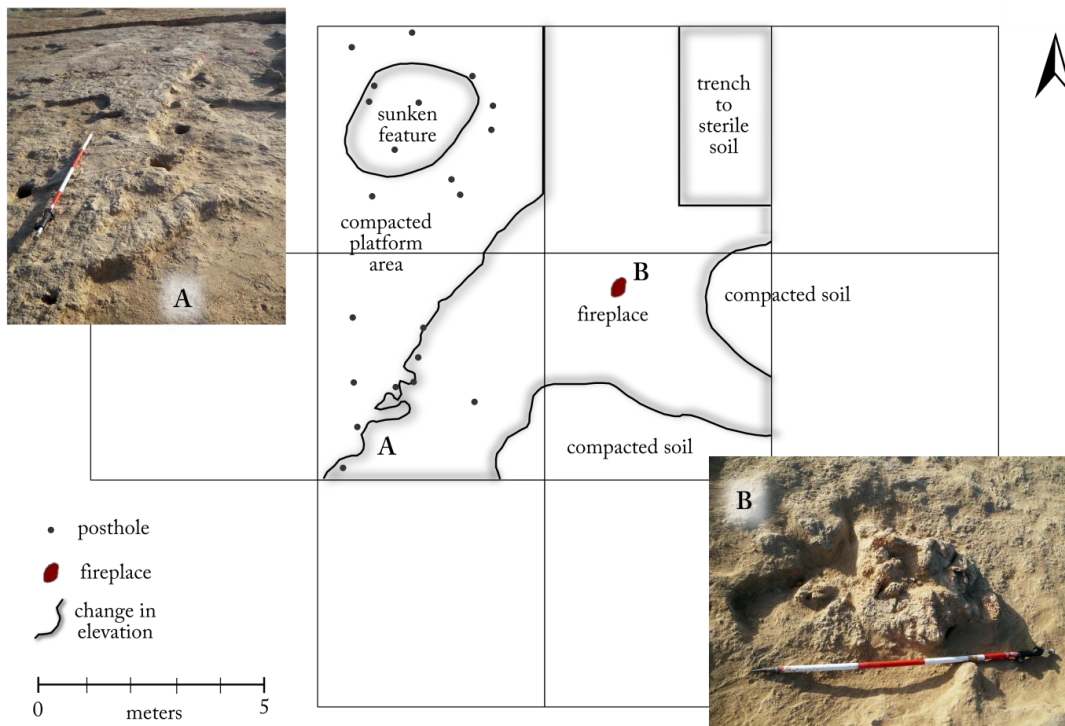 A
sunken
feature
trench
to
sterile
soil
compacted
platform
area
B
fireplace
compacted soil
A
compacted soil
B
posthole
fireplace
change in
elevation
0
5
meters